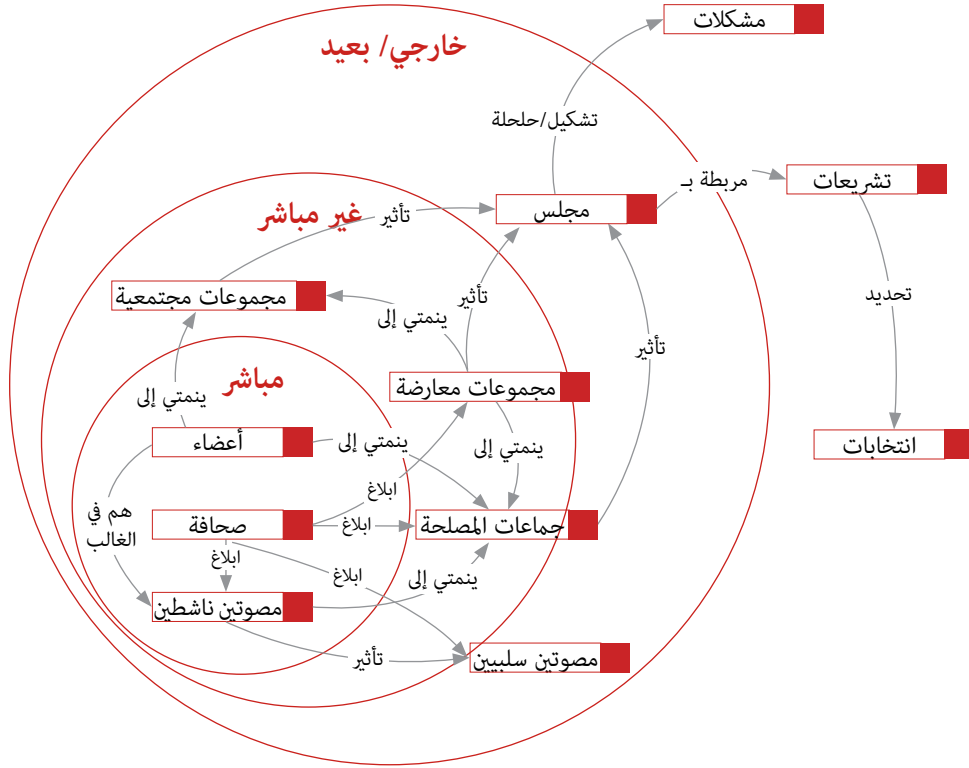 مشكلات
خارجي/ بعيد
تشكيل/حلحلة
مربطة بـ
تشريعات
مجلس
غير مباشر
تأثير
مجموعات مجتمعية
ينمتي إلى
تأثير
تحديد
تأثير
مباشر
مجموعات معارضة
ينمتي إلى
أعضاء
ينمتي إلى
ينمتي إلى
انتخابات
ابلاغ
هم في
الغالب
صحافة
ابلاغ
جماعات المصلحة
ابلاغ
ابلاغ
ينمتي إلى
مصوتين ناشطين
تأثير
مصوتين سلبيين